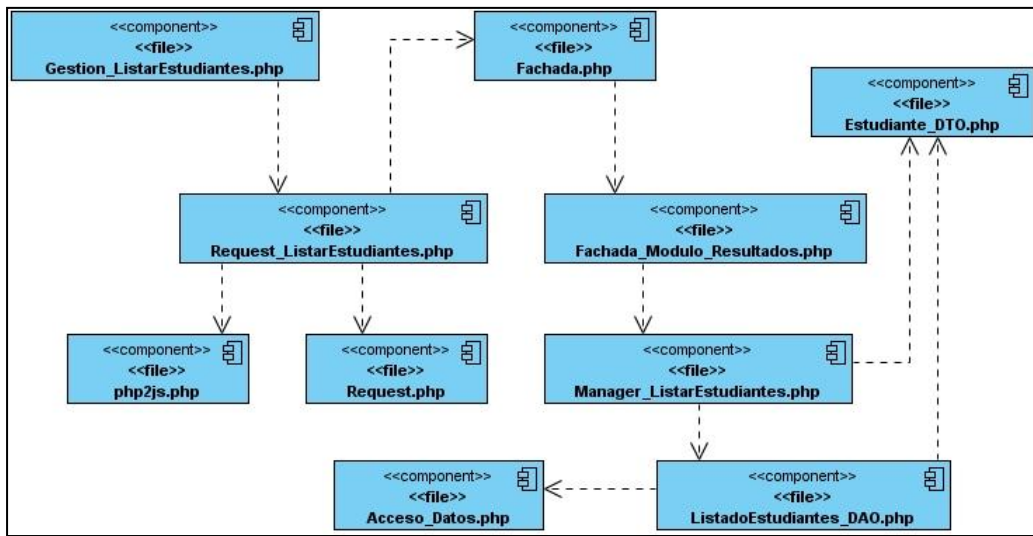 <<component>>
<<file>>
Gestion_ListarEstudiantes.php
<<component>>
<<file>>
Fachada.php
<<component>>
<<file>>
Estudiante_DTO.php
<<component>>
<<file>>
Request_ListarEstudiantes.php
<<component>>
<<file>>
Fachada_Modulo_Resultados.php
<<component>>
<<file>>
php2js.php
<<component>>
<<file>>
Request.php
<<component>>
<<file>>
Manager_ListarEstudiantes.php
<<component>>
<<file>>
Acceso_Datos.php
<<component>>
<<file>>
ListadoEstudiantes_DAO.php